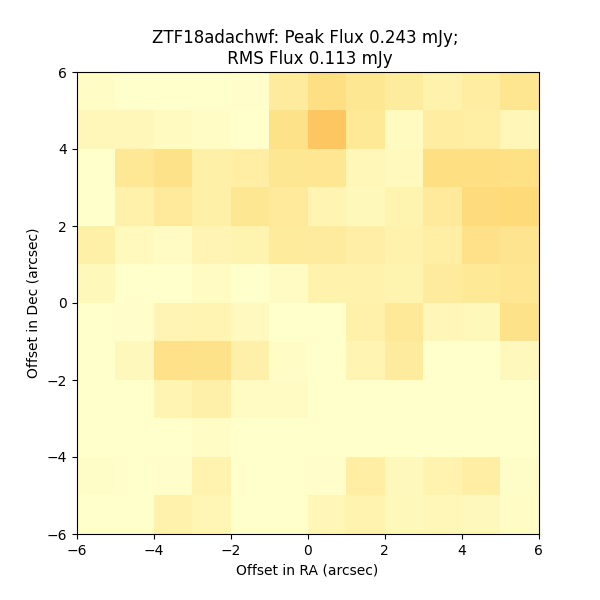 ZTF18adachwf: Peak Flux 0.243 mJy;
RMS Flux 0.113 mJy
6
4
2
0
−2
−4
−6
Offset in Dec (arcsec)
−6 −4 −2 0 2 4 6
Offset in RA (arcsec)